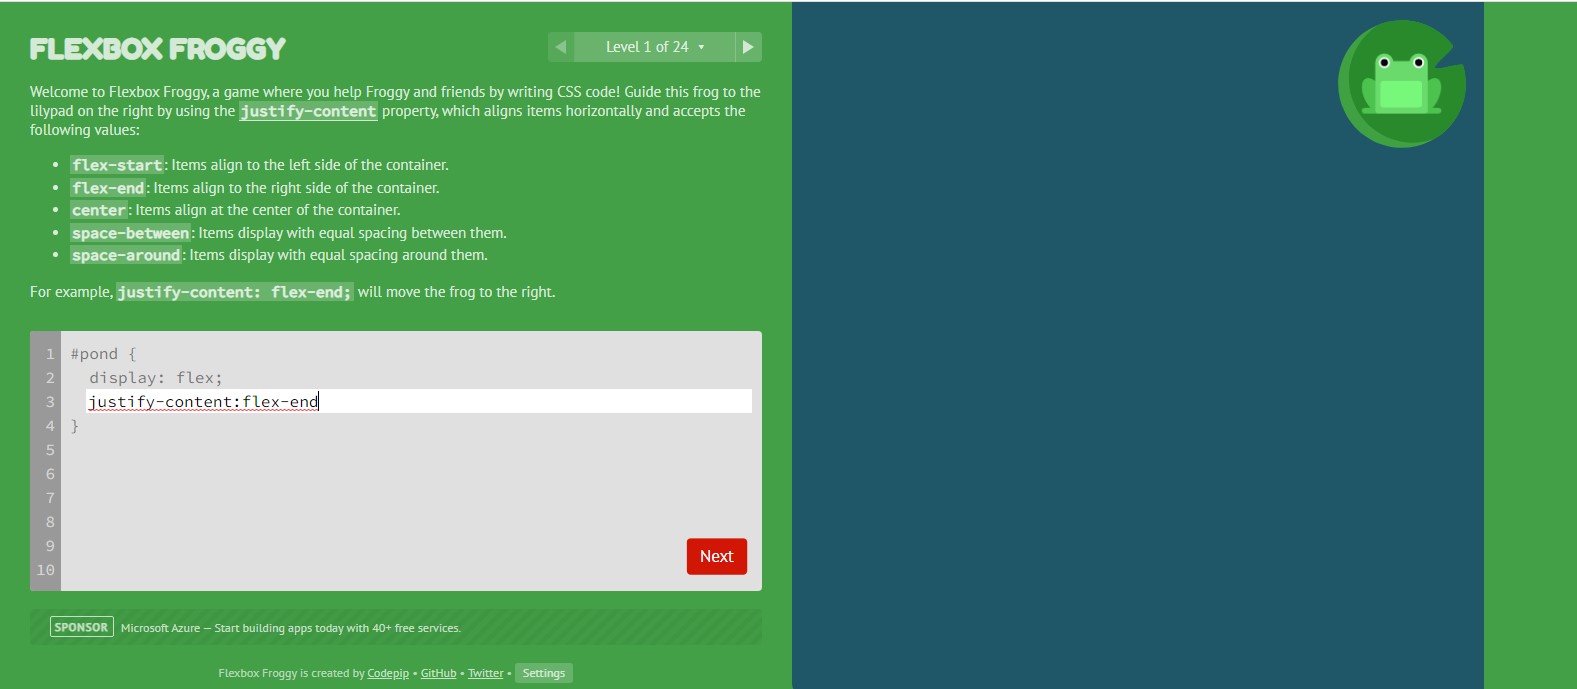 FLEXBOX FROGGY
Level 1 of 24
Welcome to Flexbox Froggy, a game where you help Froggy and friends by writing CSS code! Guide this frog to the
lilypad on the right by using the justify-content property, which aligns items horizontally and accepts the
following values:
• flex-start: Items align to the left side of the container.
• flex-end: Items align to the right side of the container.
• center: Items align at the center of the container.
• space-between: Items display with equal spacing between them.
• space-around: Items display with equal spacing around them.
For example, justify-content: flex-end; will move the frog to the right.
1 #pond {
2 display: flex;
3 justify-content:flex-end
4 }
5
6
7
8
9
10
Next
SPONSOR Microsoft Azure — Start building apps today with 40+ free services.
Flexbox Froggy is created by Codepip • GitHub • Twitter • Settings